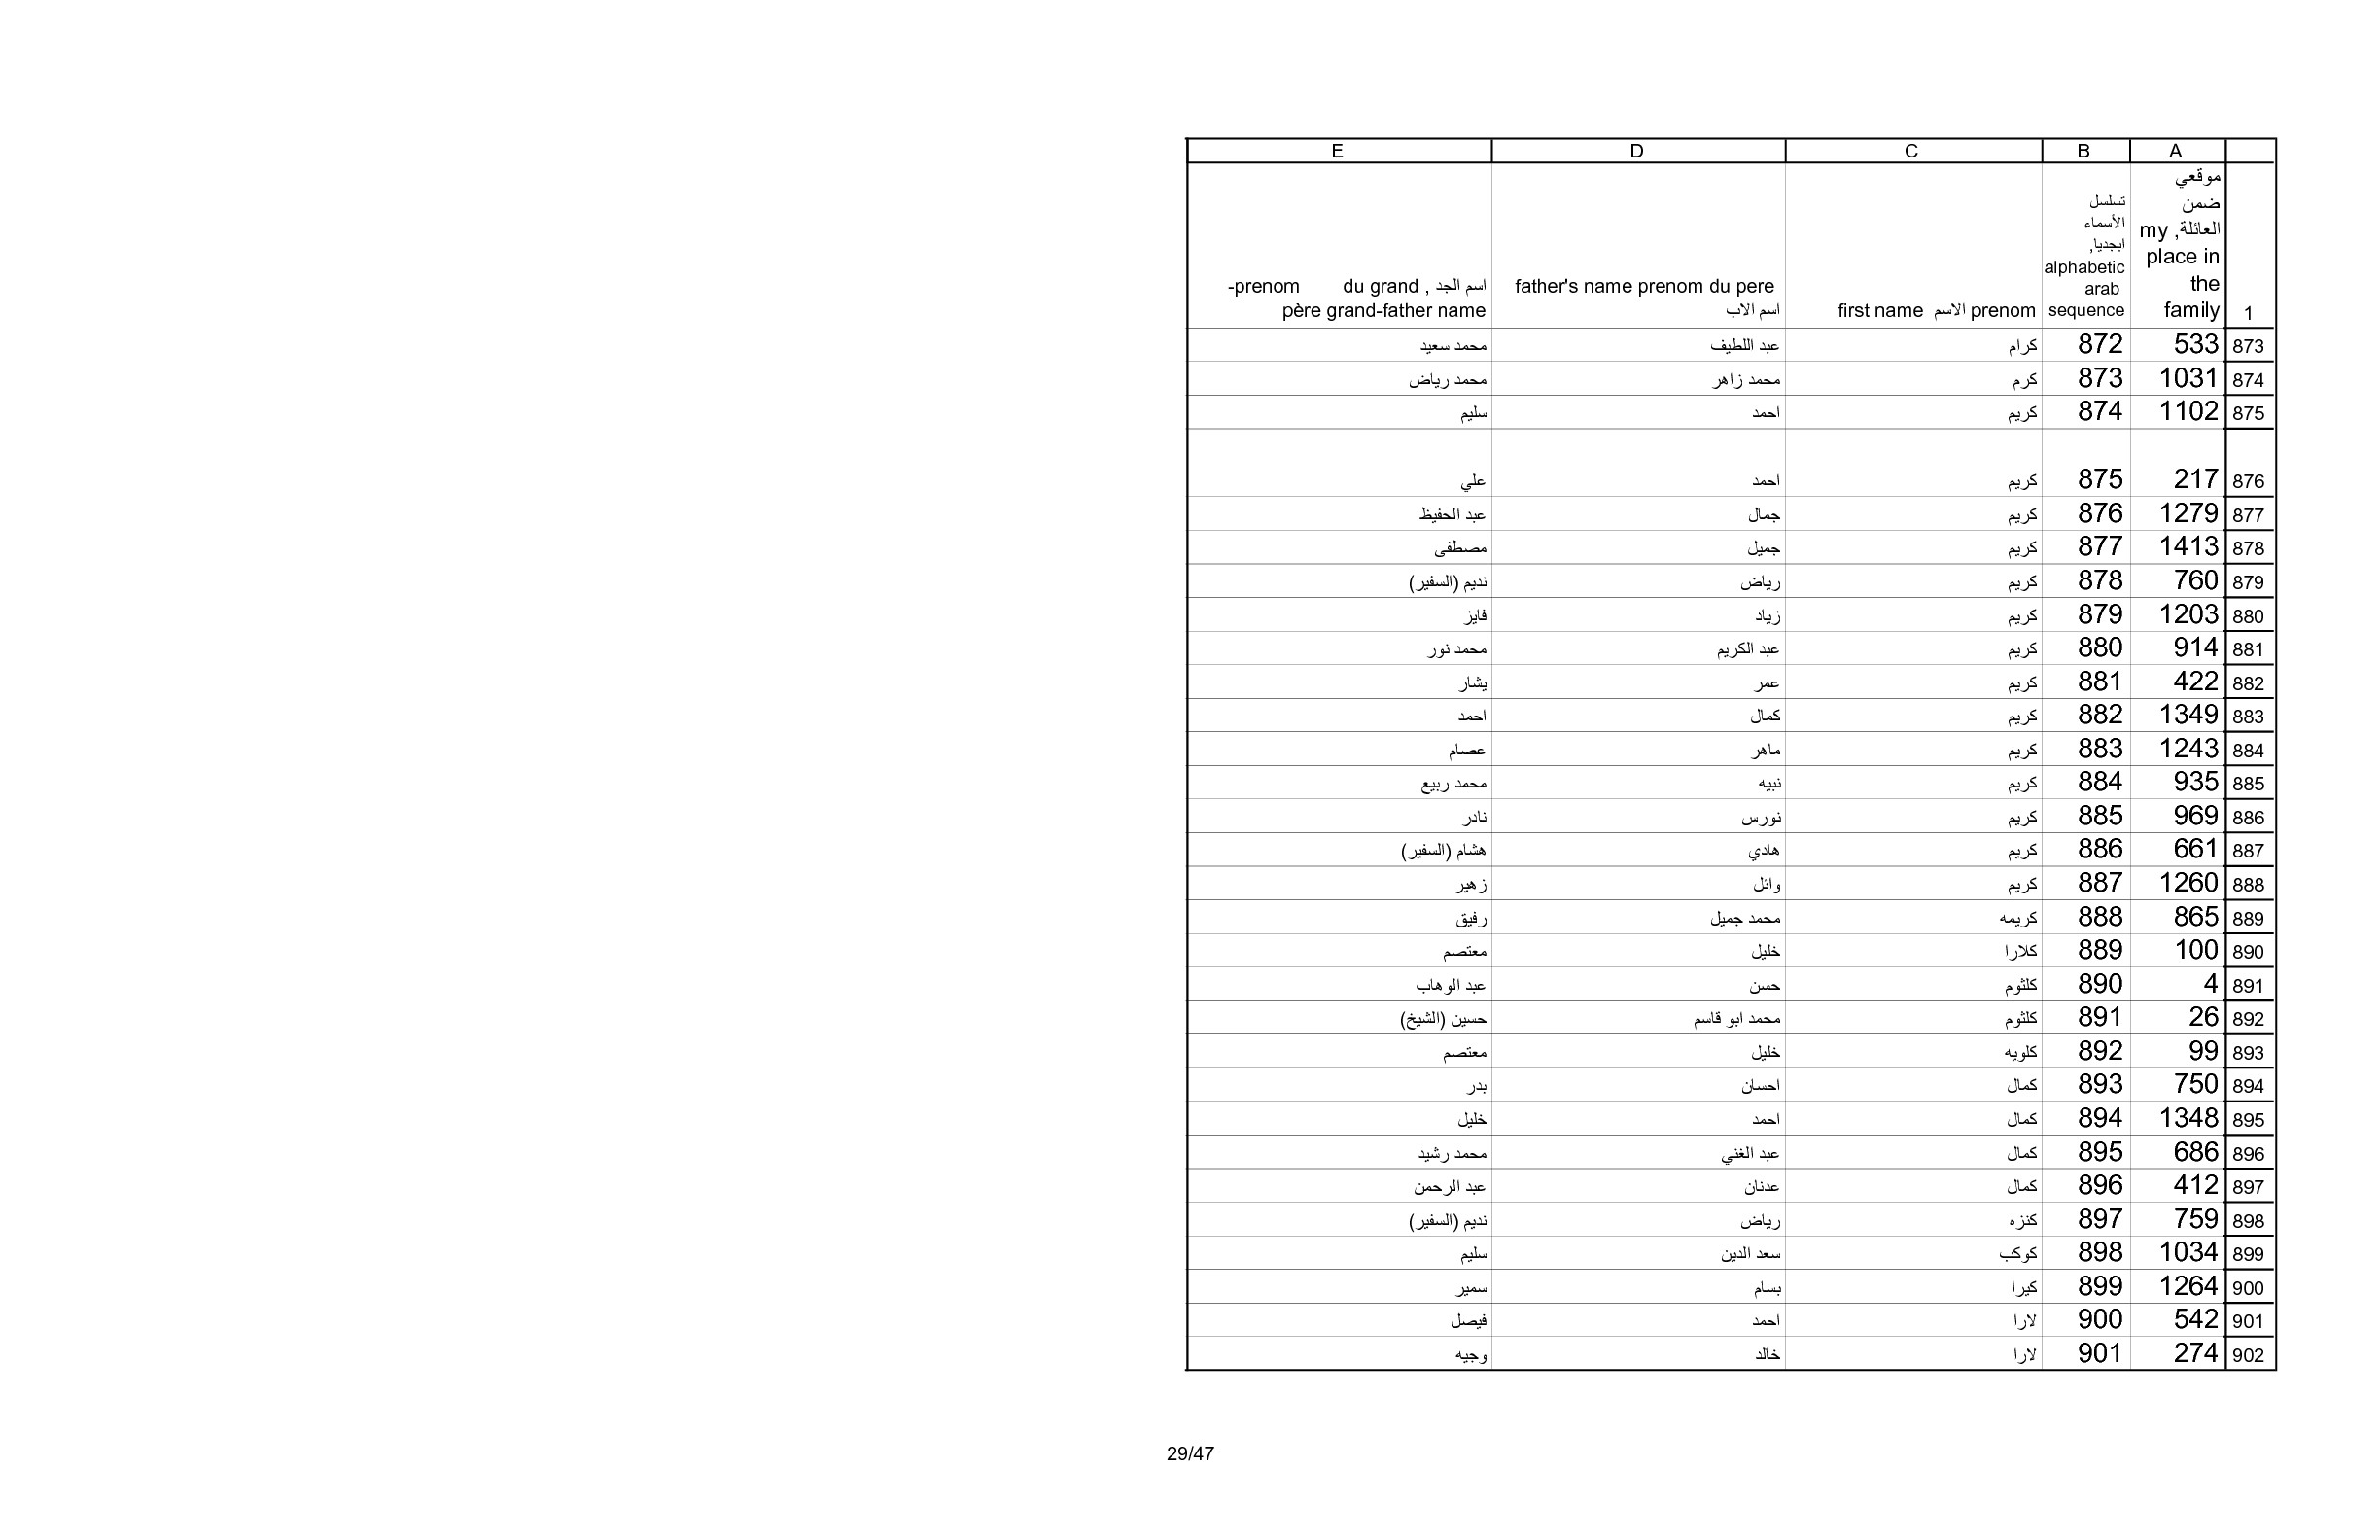 A B C D E
1 موقعي ضمن العائلة, my place in the family تسلسل الأسماء ابجديا, alphabetic arab sequence first name الاسم prenom father's name prenom du pere اسم الاب اسم الجد , prenom du grand-père grand-father name
873 533 872 كرام عبد اللطيف محمد سعيد
874 1031 873 كرم محمد زاهر محمد رياض
875 1102 874 كريم احمد سليم
876 217 875 كريم احمد علي
877 1279 876 كريم جمال عبد الحفيظ
878 1413 877 كريم جميل مصطفى
879 760 878 كريم رياض نديم (السفير)
880 1203 879 كريم زياد فايز
881 914 880 كريم عبد الكريم محمد نور
882 422 881 كريم عمر يشار
883 1349 882 كريم كمال احمد
884 1243 883 كريم ماهر عصام
885 935 884 كريم نبيه محمد ربيع
886 969 885 كريم نورس نادر
887 661 886 كريم هادي هشام (السفير)
888 1260 887 كريم وائل زهير
889 865 888 كريمه محمد جميل رفيق
890 100 889 كلارا خليل معتصم
891 4 890 كلثوم حسن عبد الوهاب
892 26 891 كلثوم محمد ابو قاسم حسين (الشيخ)
893 99 892 كلويه خليل معتصم
894 750 893 كمال احسان بدر
895 1348 894 كمال احمد خليل
896 686 895 كمال عبد الغني محمد رشيد
897 412 896 كمال عدنان عبد الرحمن
898 759 897 كنزه رياض نديم (السفير)
899 1034 898 كوكب سعد الدين سليم
900 1264 899 كيرا بسام سمير
901 542 900 لارا احمد فيصل
902 274 901 لارا خالد وجيه
29/47